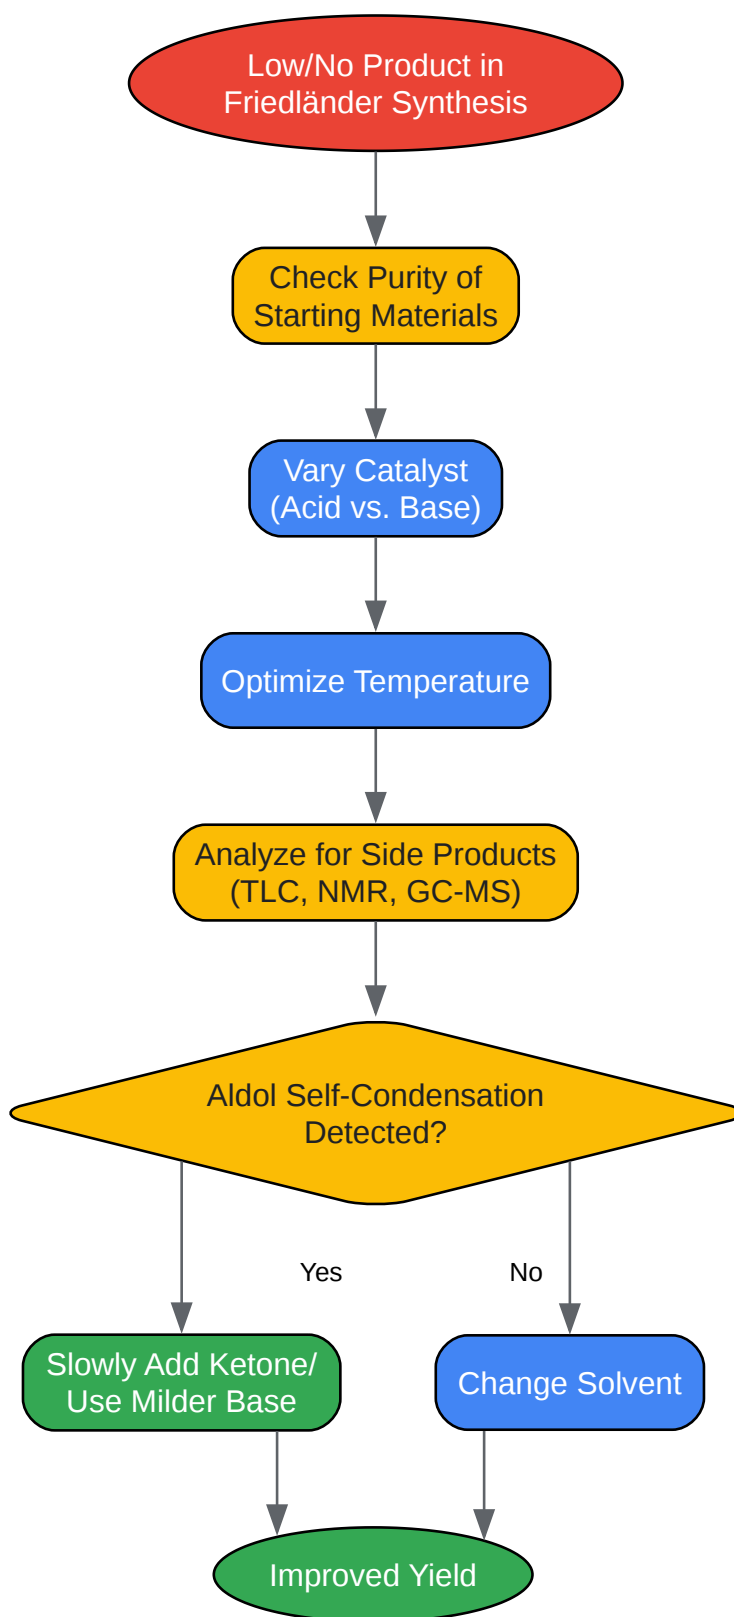 Low/No Product in
Friedländer Synthesis
Check Purity of
Starting Materials
Vary Catalyst
(Acid vs. Base)
Optimize Temperature
Analyze for Side Products
(TLC, NMR, GC-MS)
Aldol Self-Condensation
Detected?
Yes
No
Slowly Add Ketone/
Use Milder Base
Change Solvent
Improved Yield